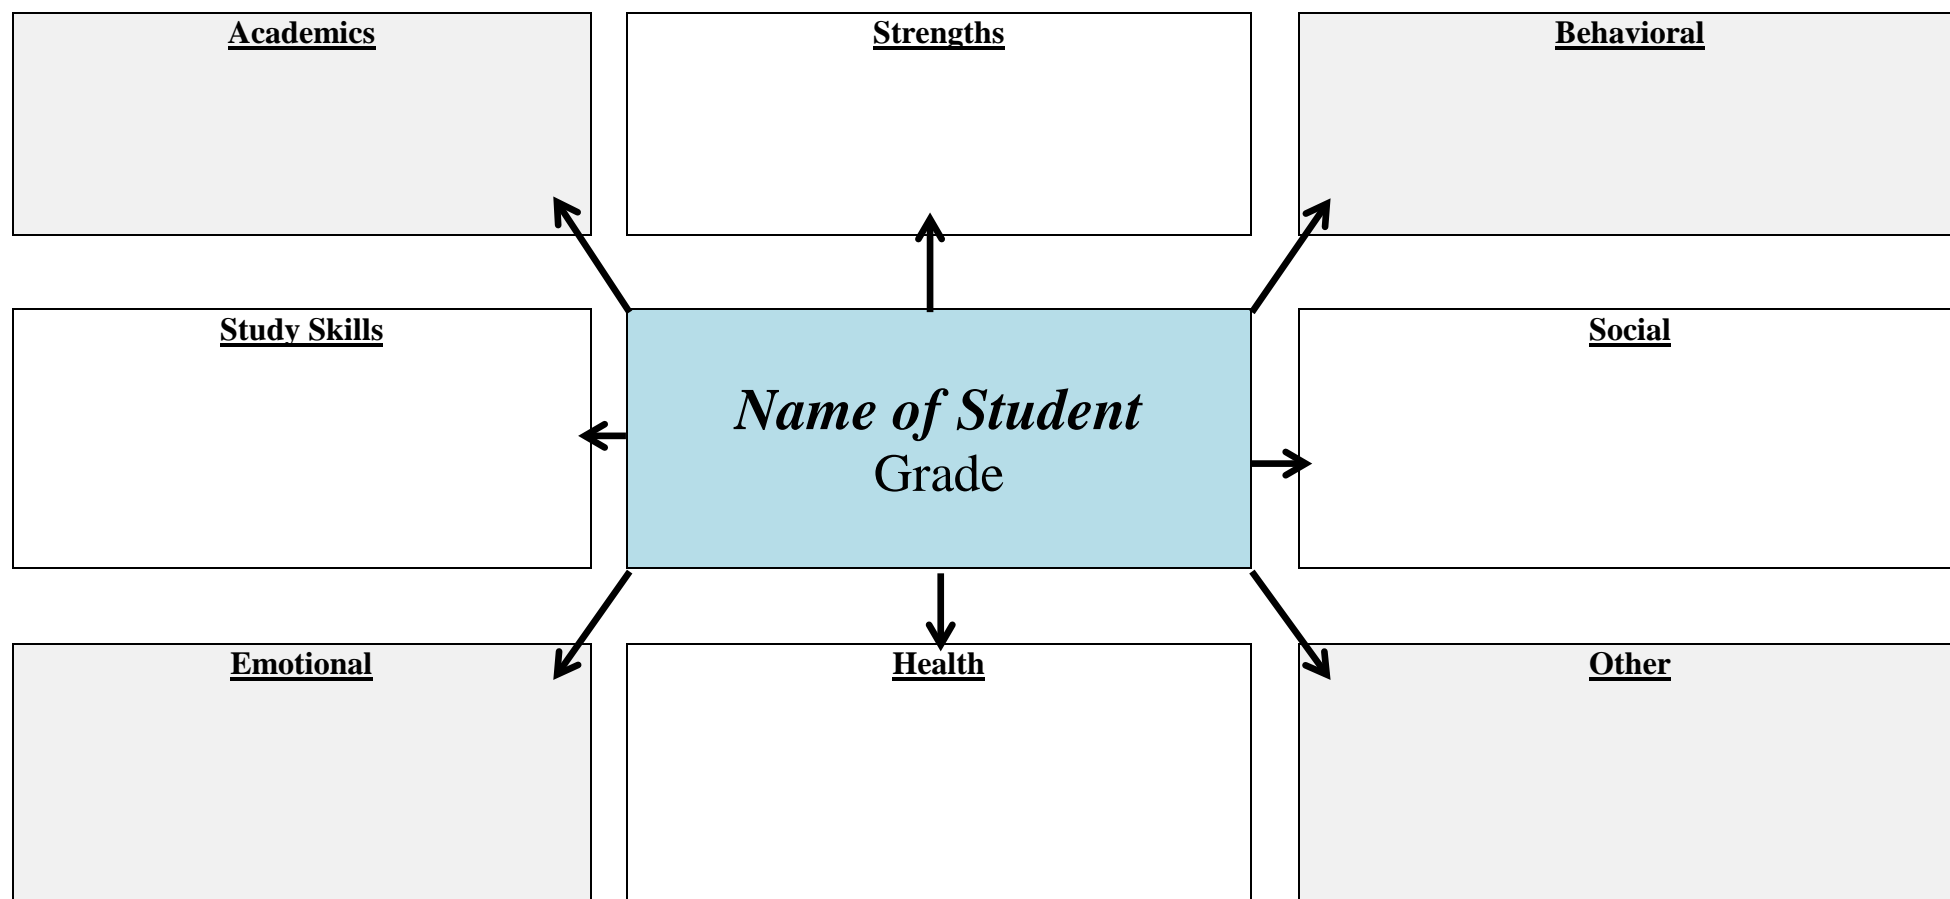 Academics
Strengths
Behavioral
Study Skills
Name of Student
Grade
Social
Emotional
Health
Other